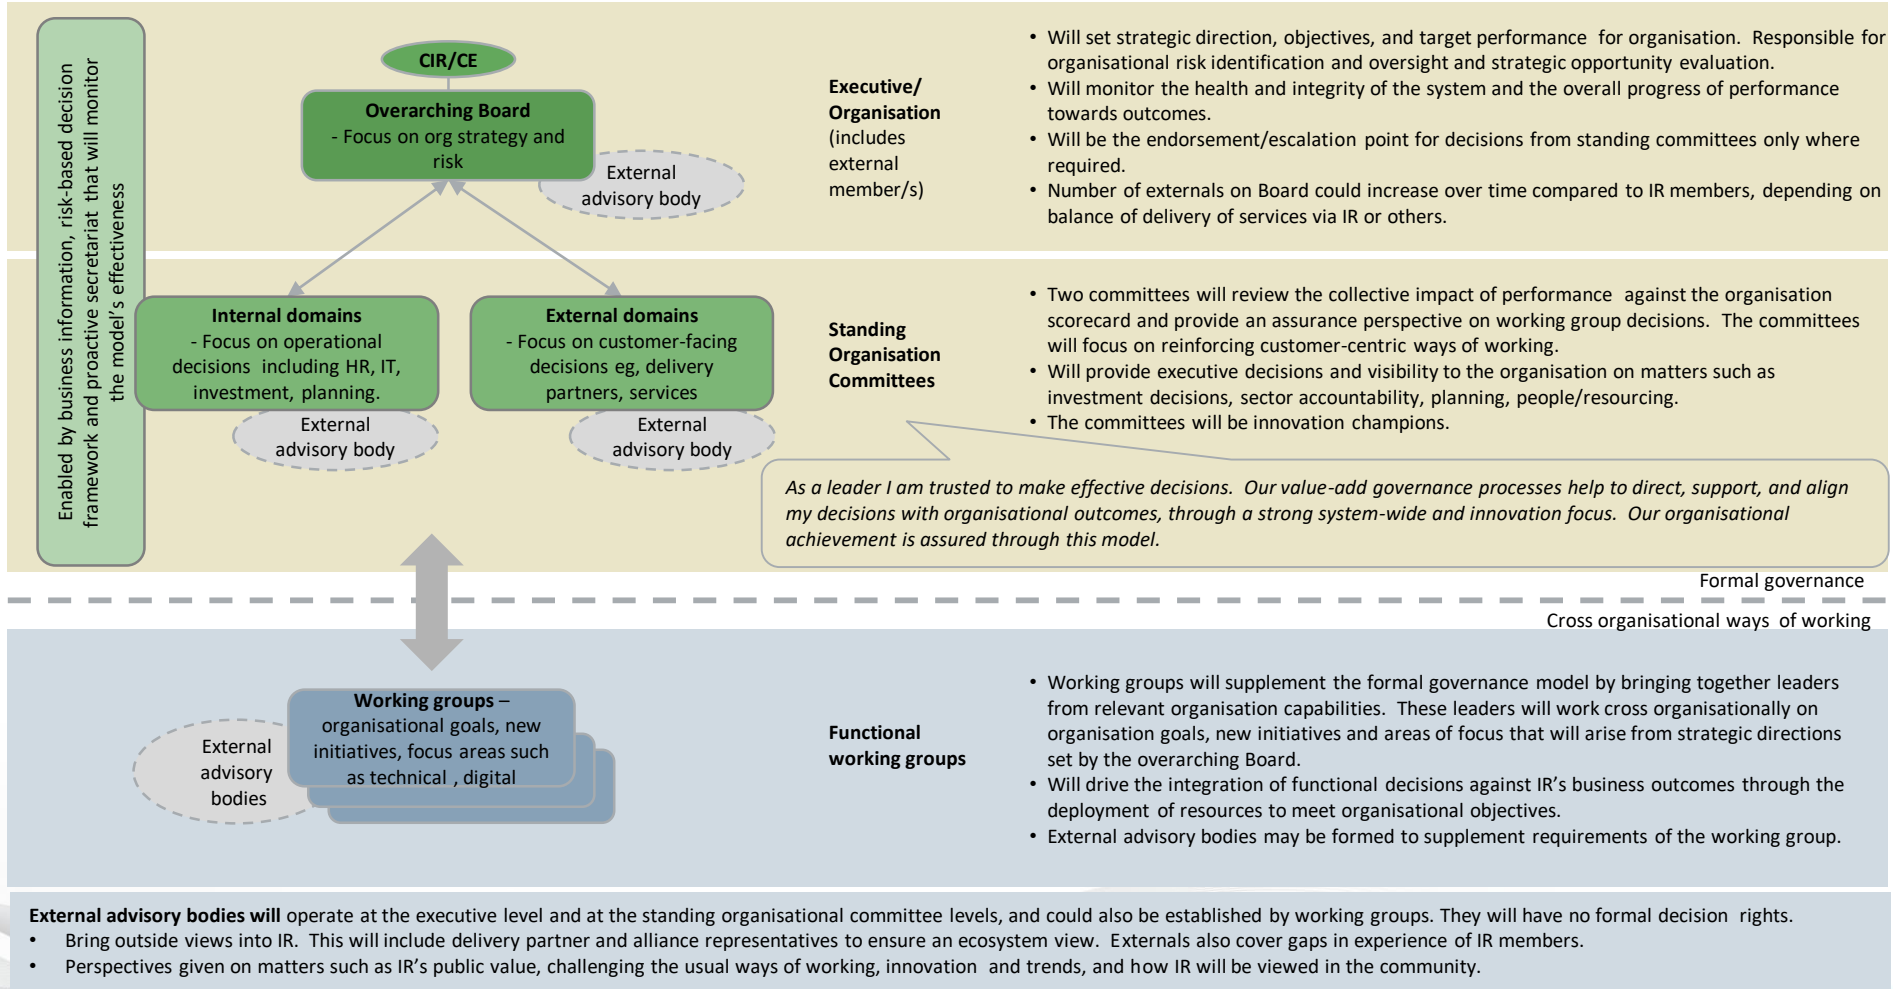 Enabled by business information, risk-based decision
framework and proactive secretariat that will monitor
the model's effectiveness
CIR/CE
Overarching Board
- Focus on org strategy and
risk
External
advisory body
Executive/
Organisation
(includes
external
member/s)
• Will set strategic direction, objectives, and target performance for organisation. Responsible for
organisational risk identification and oversight and strategic opportunity evaluation.
• Will monitor the health and integrity of the system and the overall progress of performance
towards outcomes.
• Will be the endorsement/escalation point for decisions from standing committees only where
required.
• Number of externals on Board could increase over time compared to IR members, depending on
balance of delivery of services via IR or others.
Internal domains
- Focus on operational
decisions including HR, IT,
investment, planning.
External
advisory body
External domains
- Focus on customer-facing
decisions eg, delivery
partners, services
External
advisory body
Standing
Organisation
Committees
• Two committees will review the collective impact of performance against the organisation
scorecard and provide an assurance perspective on working group decisions. The committees
will focus on reinforcing customer-centric ways of working.
• Will provide executive decisions and visibility to the organisation on matters such as
investment decisions, sector accountability, planning, people/resourcing.
• The committees will be innovation champions.
As a leader I am trusted to make effective decisions. Our value-add governance processes help to direct, support, and align
my decisions with organisational outcomes, through a strong system-wide and innovation focus. Our organisational
achievement is assured through this model.
Formal governance
Cross organisational ways of working
Working groups –
organisational goals, new
initiatives, focus areas such
as technical , digital
External
advisory
bodies
Functional
working groups
• Working groups will supplement the formal governance model by bringing together leaders
from relevant organisation capabilities. These leaders will work cross organisationally on
organisation goals, new initiatives and areas of focus that will arise from strategic directions
set by the overarching Board.
• Will drive the integration of functional decisions against IR's business outcomes through the
deployment of resources to meet organisational objectives.
• External advisory bodies may be formed to supplement requirements of the working group.
External advisory bodies will operate at the executive level and at the standing organisational committee levels, and could also be established by working groups. They will have no formal decision rights.
• Bring outside views into IR. This will include delivery partner and alliance representatives to ensure an ecosystem view. Externals also cover gaps in experience of IR members.
• Perspectives given on matters such as IR's public value, challenging the usual ways of working, innovation and trends, and how IR will be viewed in the community.